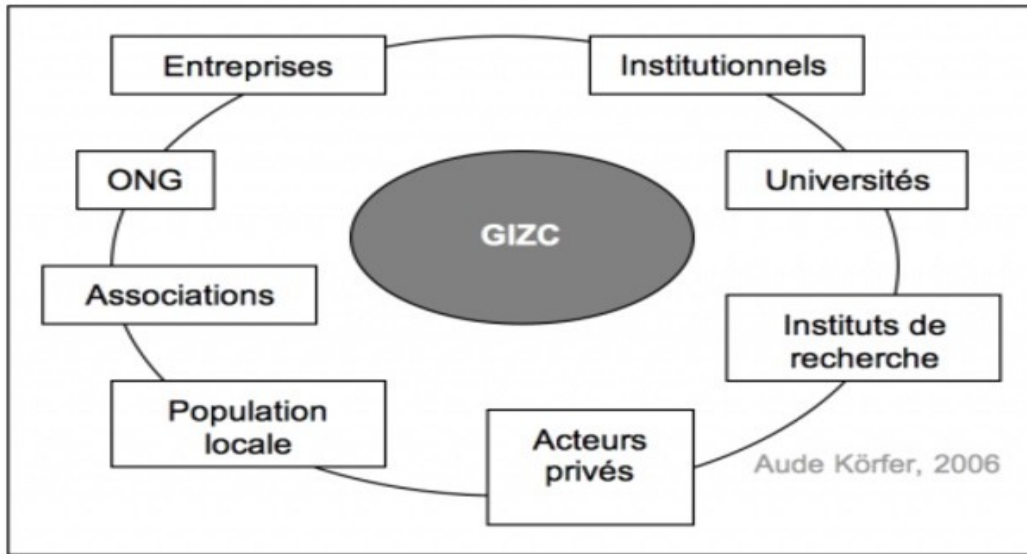 Entreprises
Institutionnels
ONG
GIZC
Universités
Associations
Instituts de
recherche
Population
locale
Acteurs
privés
Aude Körfer, 2006